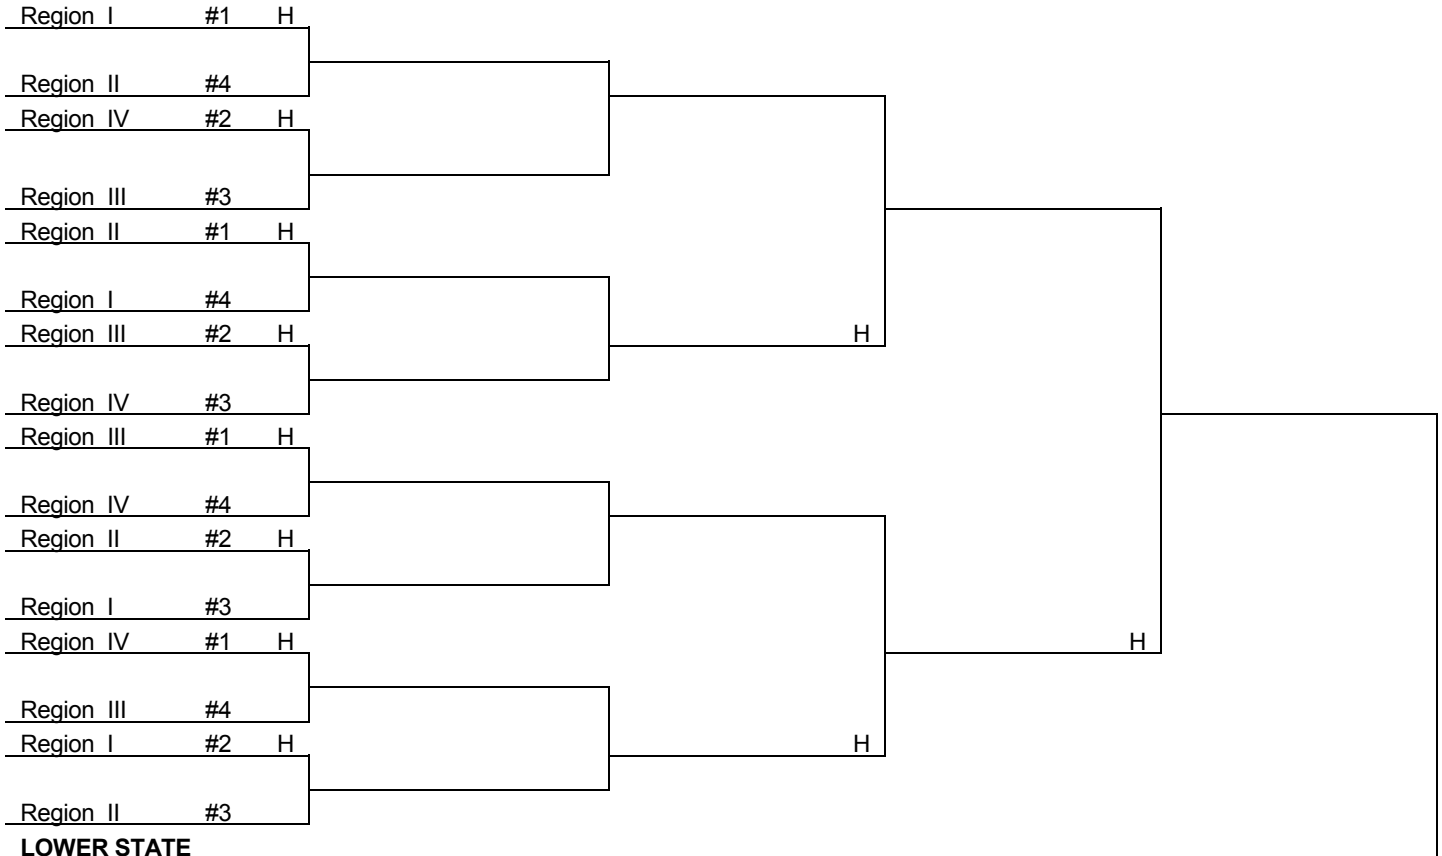 Region I #1 H
Region II #4
Region IV #2 H
Region III #3
Region II #1 H
Region I #4
Region III #2 H
H
Region IV #3
Region III #1 H
Region IV #4
Region II #2 H
Region I #3
Region IV #1 H
H
Region III #4
Region I #2 H
H
Region II #3
LOWER STATE